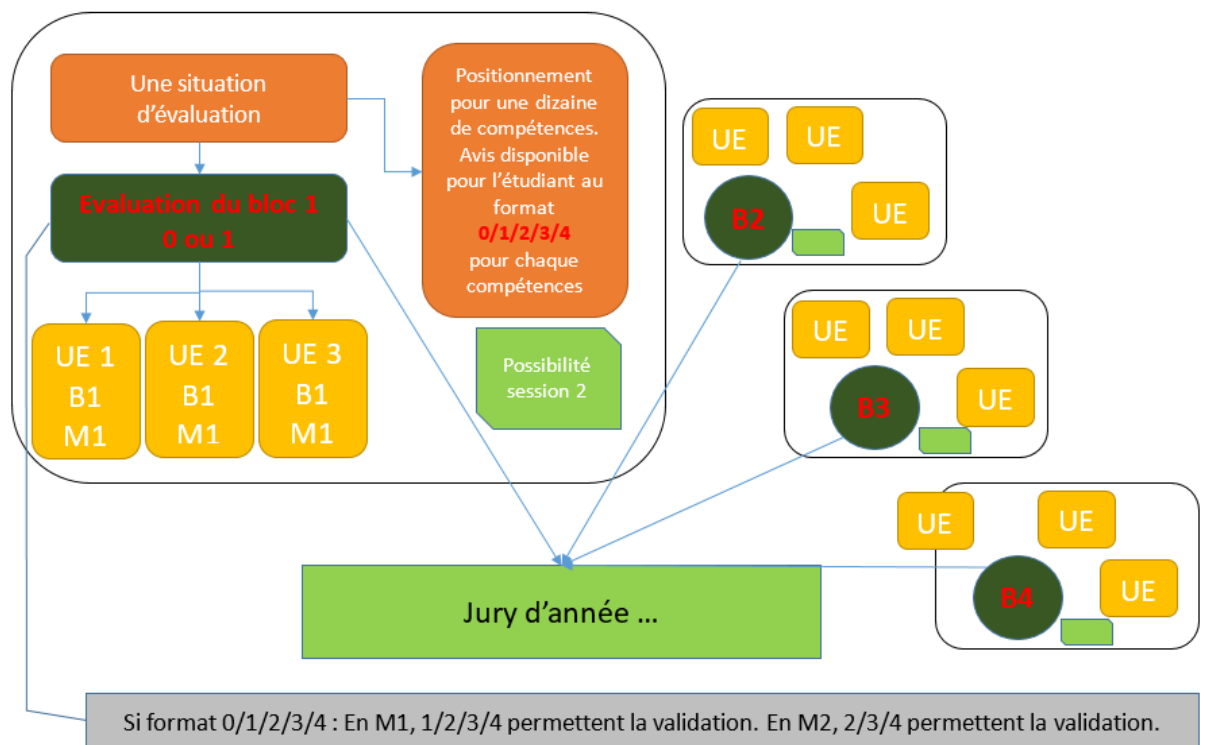 Une situation
d'évaluation
Positionnement
pour une dizaine
de compétences.
Avis disponible
pour l'étudiant au
format
0/1/2/3/4
pour chaque
compétences
Evaluation du bloc 1
0 ou 1
UE 1
B1
M1
UE 2
B1
M1
UE 3
B1
M1
Possibilité
session 2
UE
UE
UE
B2
UE
UE
UE
B3
UE
UE
UE
B4
Jury d'année ...
Si format 0/1/2/3/4 : En M1, 1/2/3/4 permettent la validation. En M2, 2/3/4 permettent la validation.